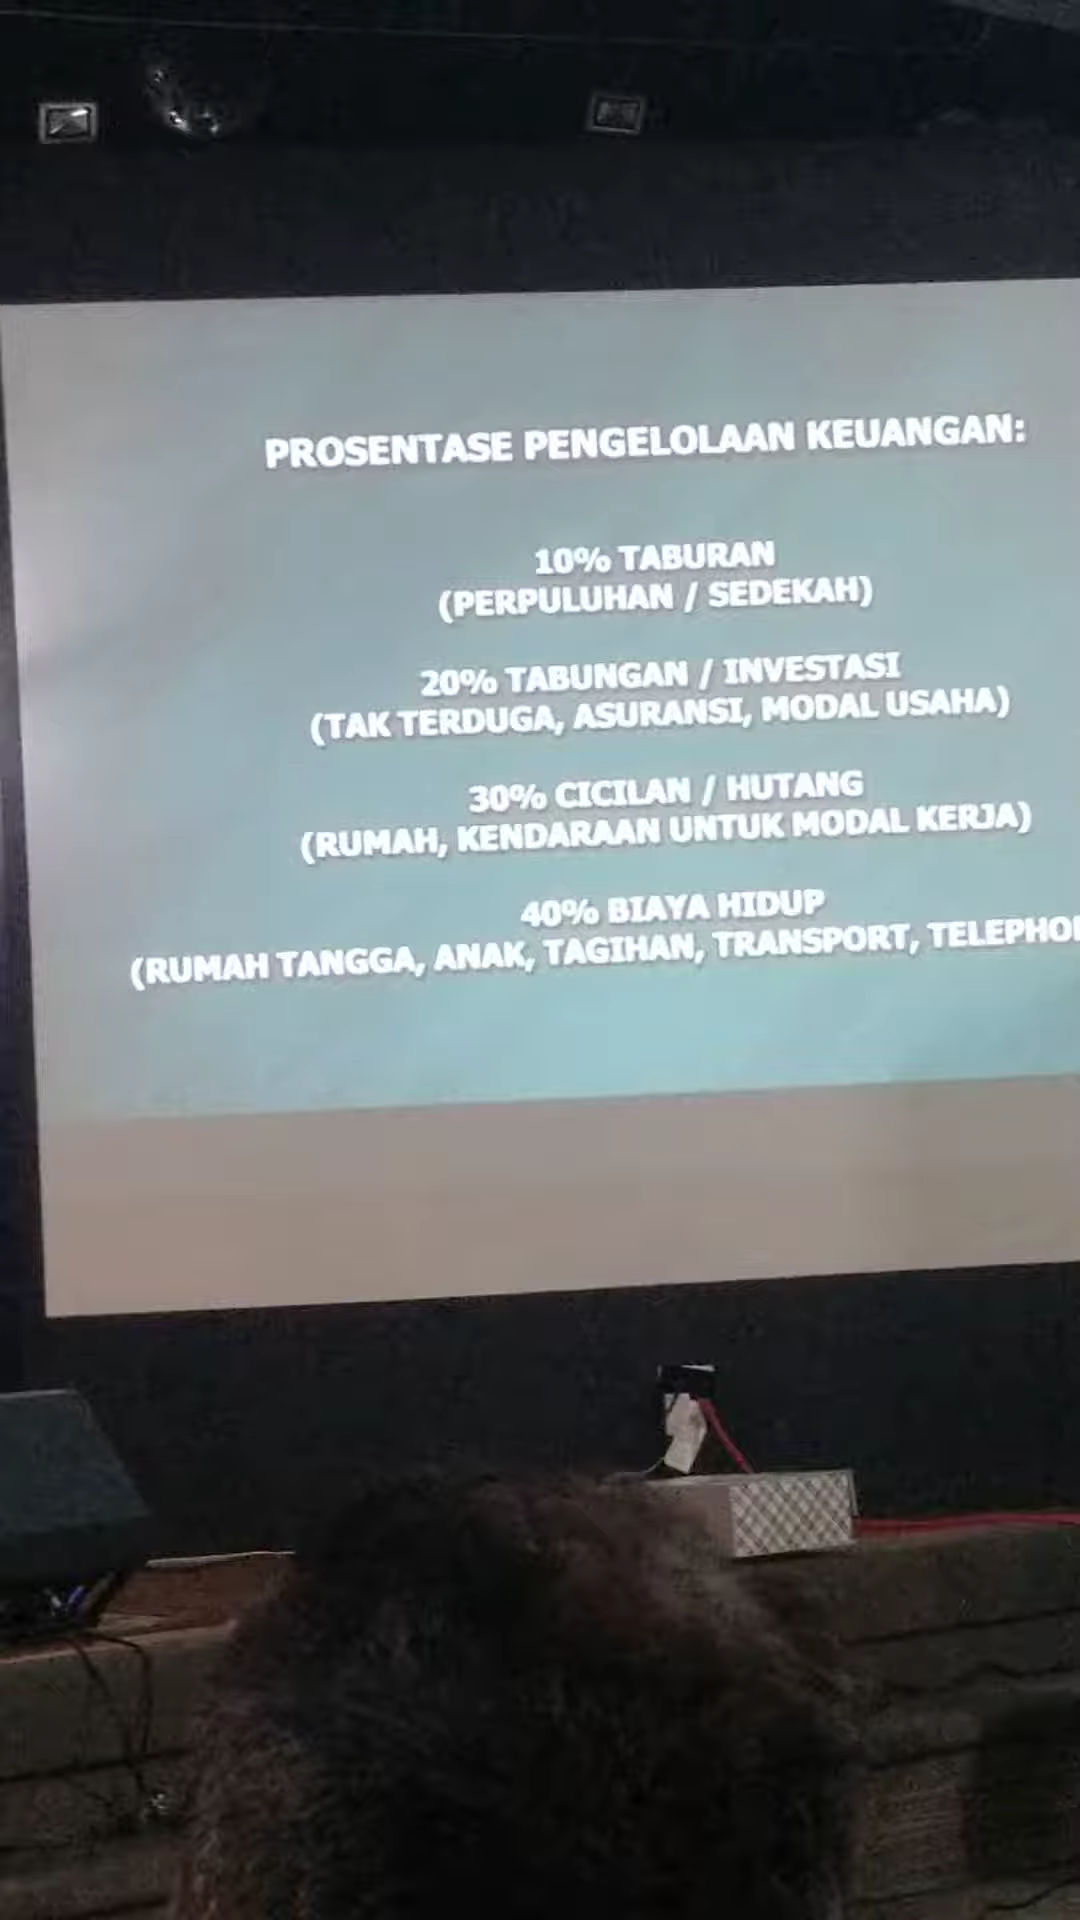 PROSENTASE PENGELOLAAN KEUANGAN:
10% TABURAN
(PERPULUHAN / SEDEKAH)
20% TABUNGAN / INVESTASI
(TAK TERDUGA, ASURANSI, MODAL USAHA)
30% CICILAN / HUTANG
(RUMAH, KENDARAAN UNTUK MODAL KERJA)
40% BIAYA HIDUP
(RUMAH TANGGA, ANAK, TAGIHAN, TRANSPORT,